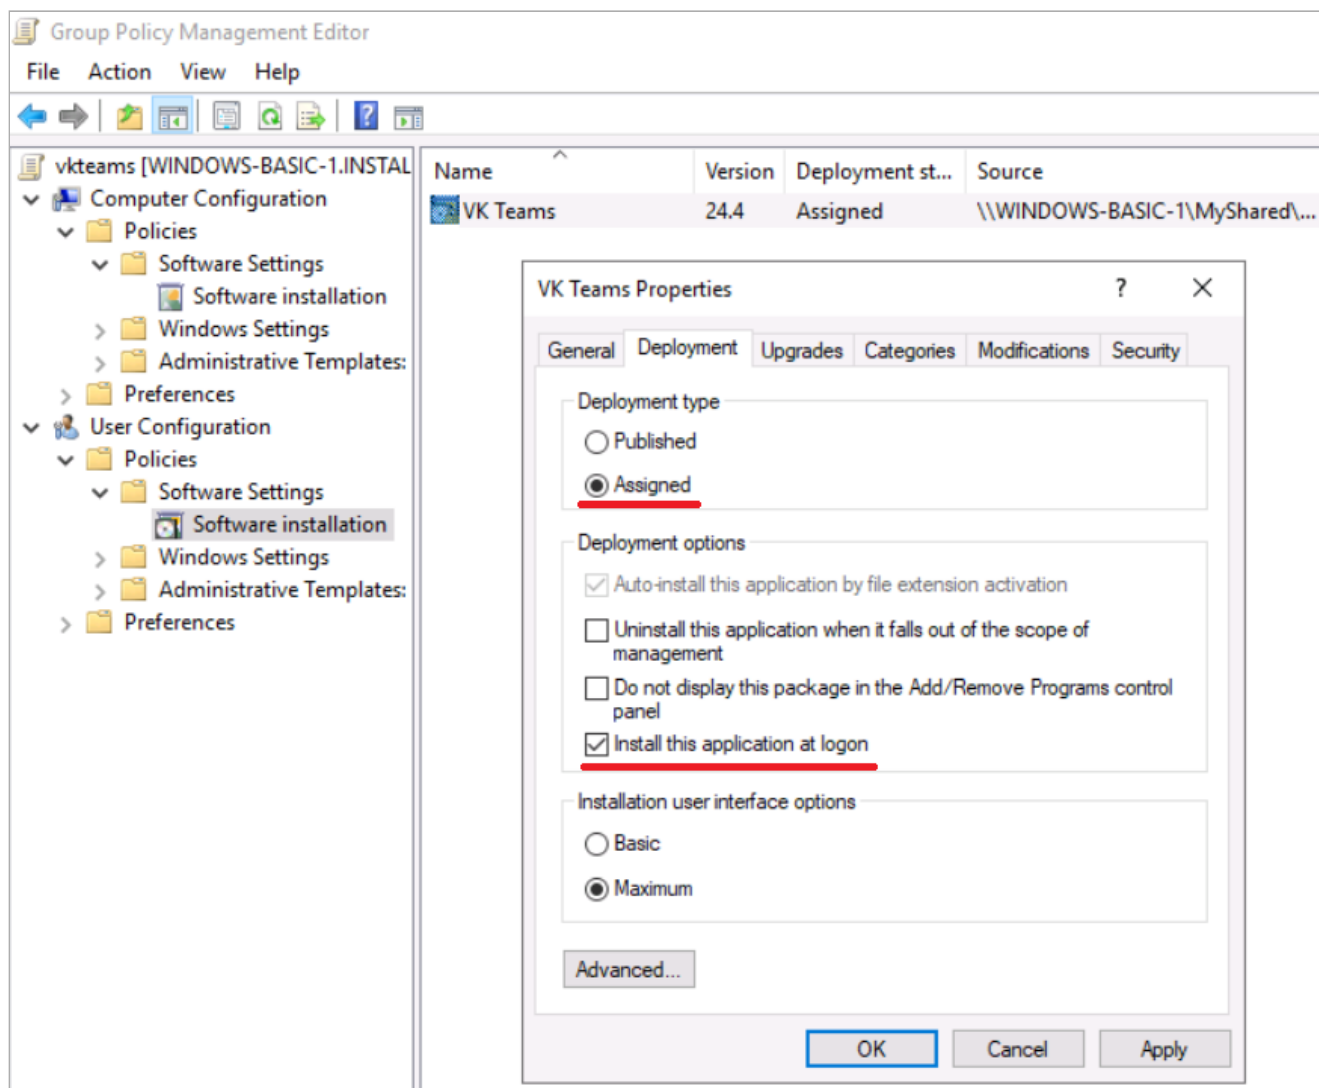 Group Policy Management Editor
File Action View Help
vkteams [WINDOWS-BASIC-1.INSTAL
Computer Configuration
Policies
Software Settings
Software installation
Windows Settings
Administrative Templates:
Preferences
User Configuration
Policies
Software Settings
Software installation
Windows Settings
Administrative Templates:
Preferences
Name Version Deployment st... Source
VK Teams 24.4 Assigned \\WINDOWS-BASIC-1\MyShared\...
VK Teams Properties ?
General Deployment Upgrades Categories Modifications Security
Deployment type
Published
Assigned
Deployment options
Auto-install this application by file extension activation
Uninstall this application when it falls out of the scope of
management
Do not display this package in the Add/Remove Programs control
panel
Install this application at logon
Installation user interface options
Basic
Maximum
Advanced...
OK Cancel Apply